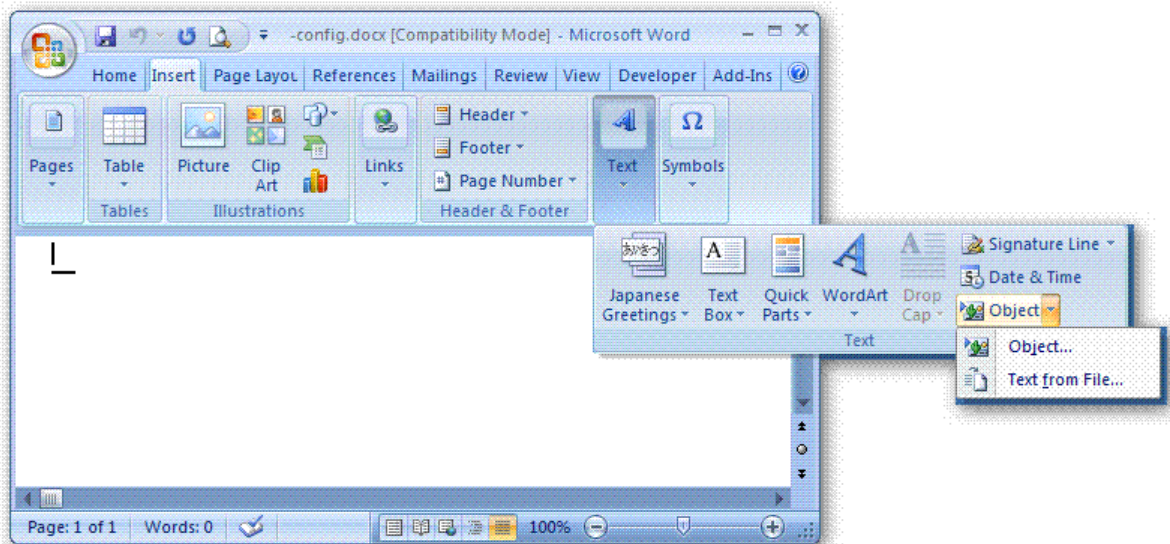 -config.docx [Compatibility Mode] - Microsoft Word
Home Insert Page Layou References Mailings Review View Developer Add-Ins
Pages
Table
Tables
Picture
Clip Art
Illustrations
Links
Header
Footer
Page Number
Header & Footer
Text
Symbols
Japanese Greetings
Text Box
Quick Parts
WordArt
Drop Cap
Signature Line
Date & Time
Object
Text
Object...
Text from File...
Page: 1 of 1 Words: 0 100%